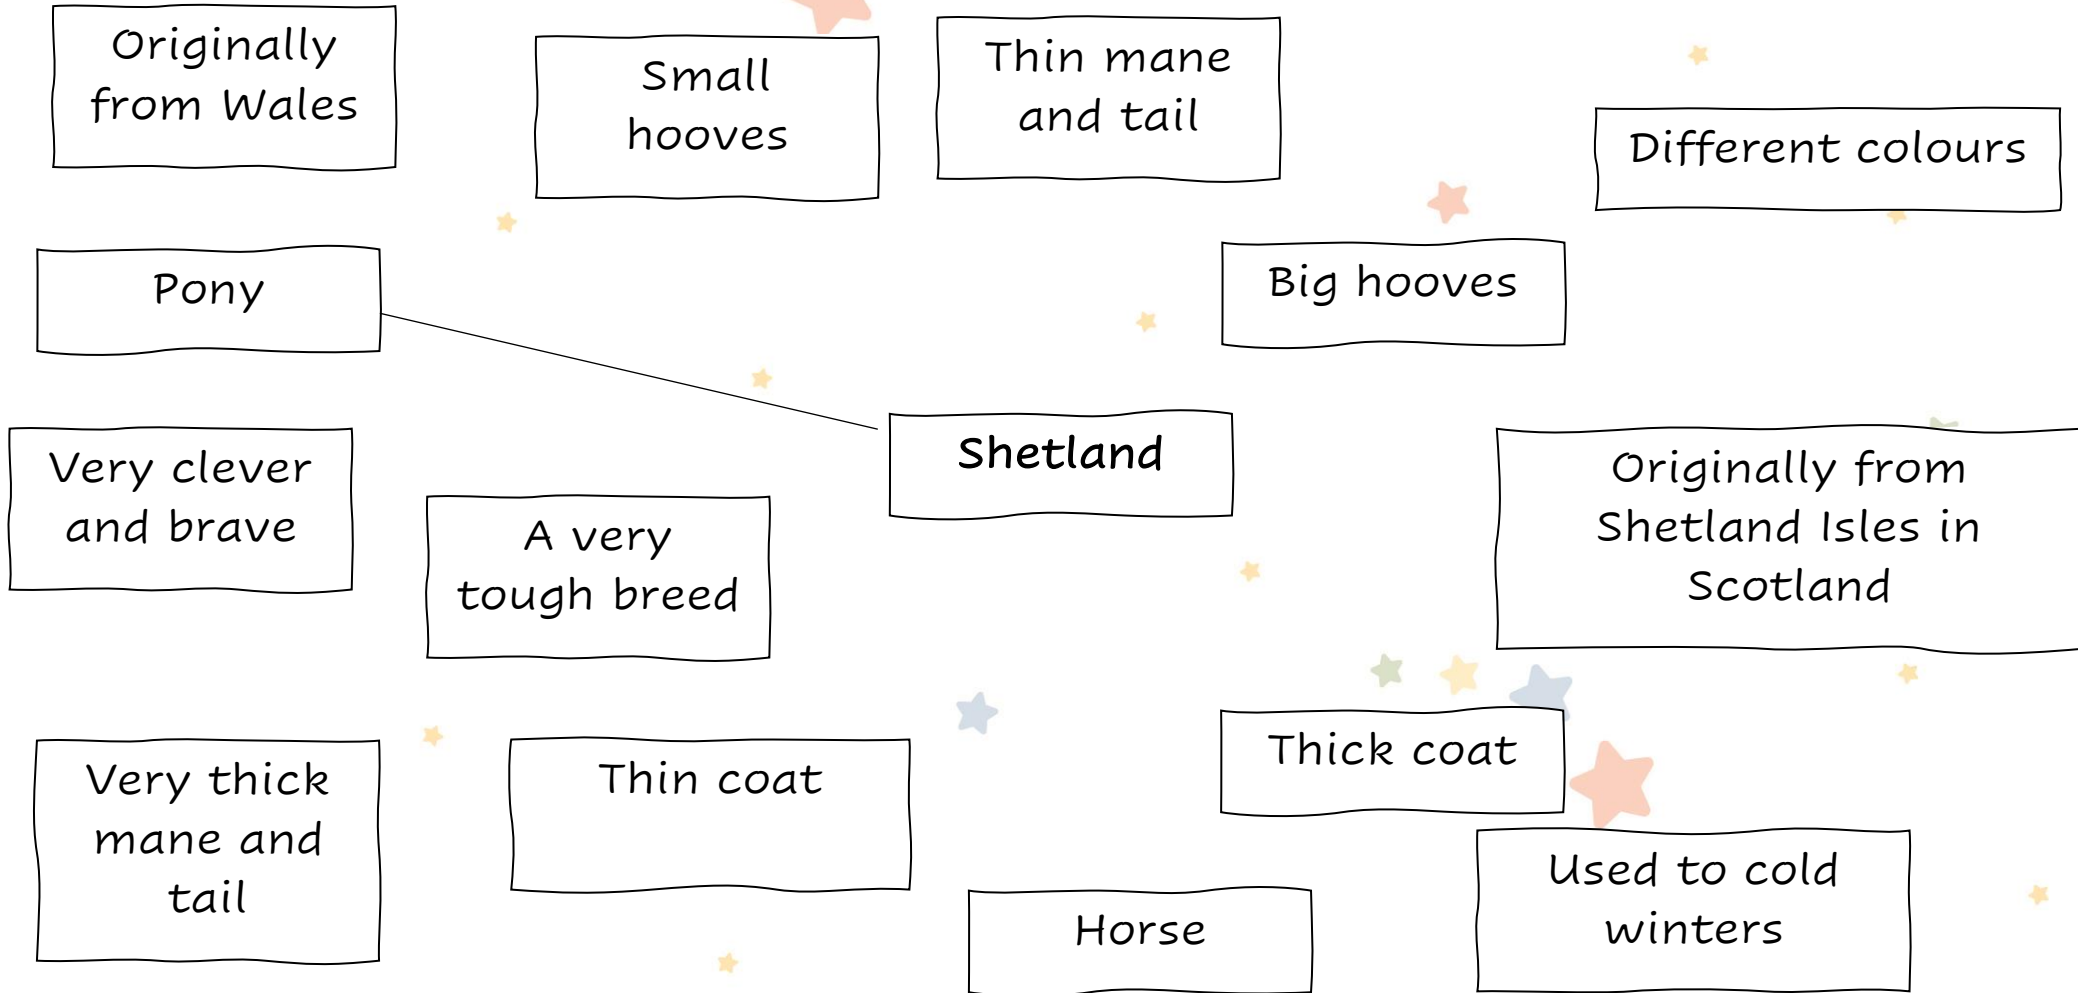 Originally
from Wales
Small
hooves
Thin mane
and tail
Different colours
Pony
Big hooves
Very clever
and brave
A very
tough breed
Shetland
Originally from
Shetland Isles in
Scotland
Very thick
mane and
tail
Thin coat
Thick coat
Horse
Used to cold
winters